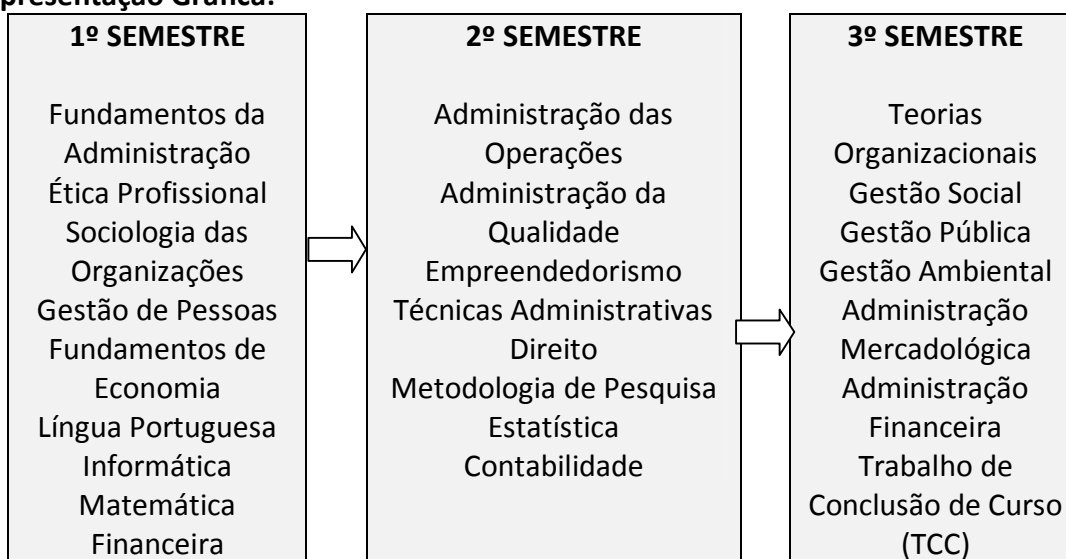 presentação Gráfica:
1º SEMESTRE
Fundamentos da
Administração
Ética Profissional
Sociologia das
Organizações
Gestão de Pessoas
Fundamentos de
Economia
Língua Portuguesa
Informática
Matemática
Financeira
2º SEMESTRE
Administração das
Operações
Administração da
Qualidade
Empreendedorismo
Técnicas Administrativas
Direito
Metodologia de Pesquisa
Estatística
Contabilidade
3º SEMESTRE
Teorias
Organizacionais
Gestão Social
Gestão Pública
Gestão Ambiental
Administração
Mercadológica
Administração
Financeira
Trabalho de
Conclusão de Curso
(TCC)